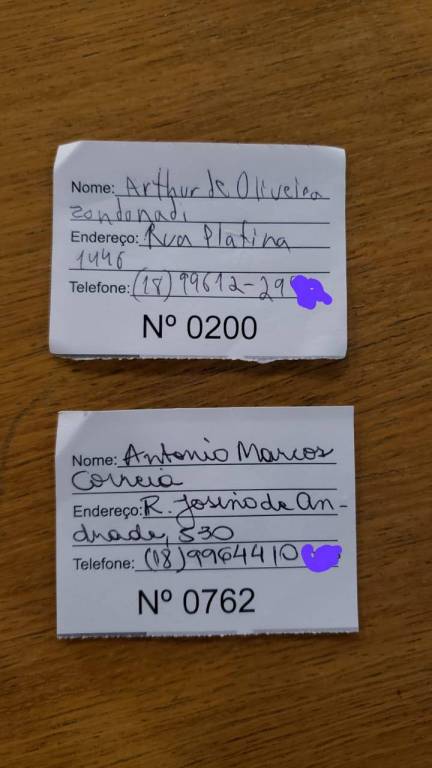 Nome: Arthur de Oliveira
Zondonadi
Endereço: Rua Platina
1446
Telefone: (18) 99612-29
Nº 0200
Nome: Antonio Marcos
Correia
Endereço: R. Josino de An-
drade, 530
Telefone: (18) 9964410
Nº 0762